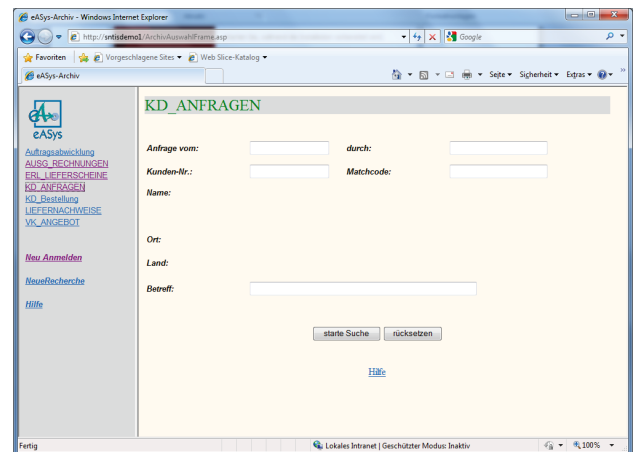 eASys-Archiv - Windows Internet Explorer
http://sntisdemo1/ArchivAuswahlFrame.asp
Google
Favoriten
Vorgeschlagene Sites
Web Slice-Katalog
eASys-Archiv
Seite
Sicherheit
Extras
»
eASys
KD_ANFRAGEN
Auftragsabwicklung
AUSG_RECHNUNGEN
ERL_LIEFERSCHEINE
KD_ANFRAGEN
KD_Bestellung
LIEFERNACHWEISE
VK_ANGEBOT
Neu Anmelden
NeueRecherche
Hilfe
Anfrage vom:
durch:
Kunden-Nr.:
Matchcode:
Name:
Ort:
Land:
Betreff:
starte Suche
rücksetzen
Hilfe
Fertig
Lokales Intranet | Geschützter Modus: Inaktiv
100%